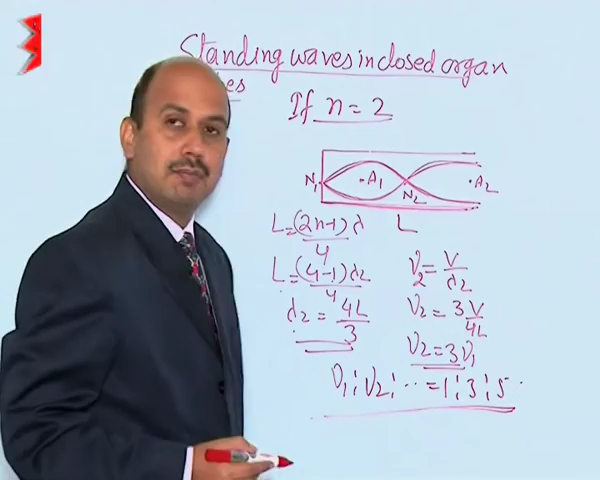 Standing waves in closed organ
If n = 2
N1 A1 N2 A2
L
L = (2n-1)λ/4
L = (4-1)λ2/4
λ2 = 4L/3
ν2 = V/λ2
ν2 = 3V/4L
ν2 = 3ν1
ν1 : ν2 : ... = 1 : 3 : 5